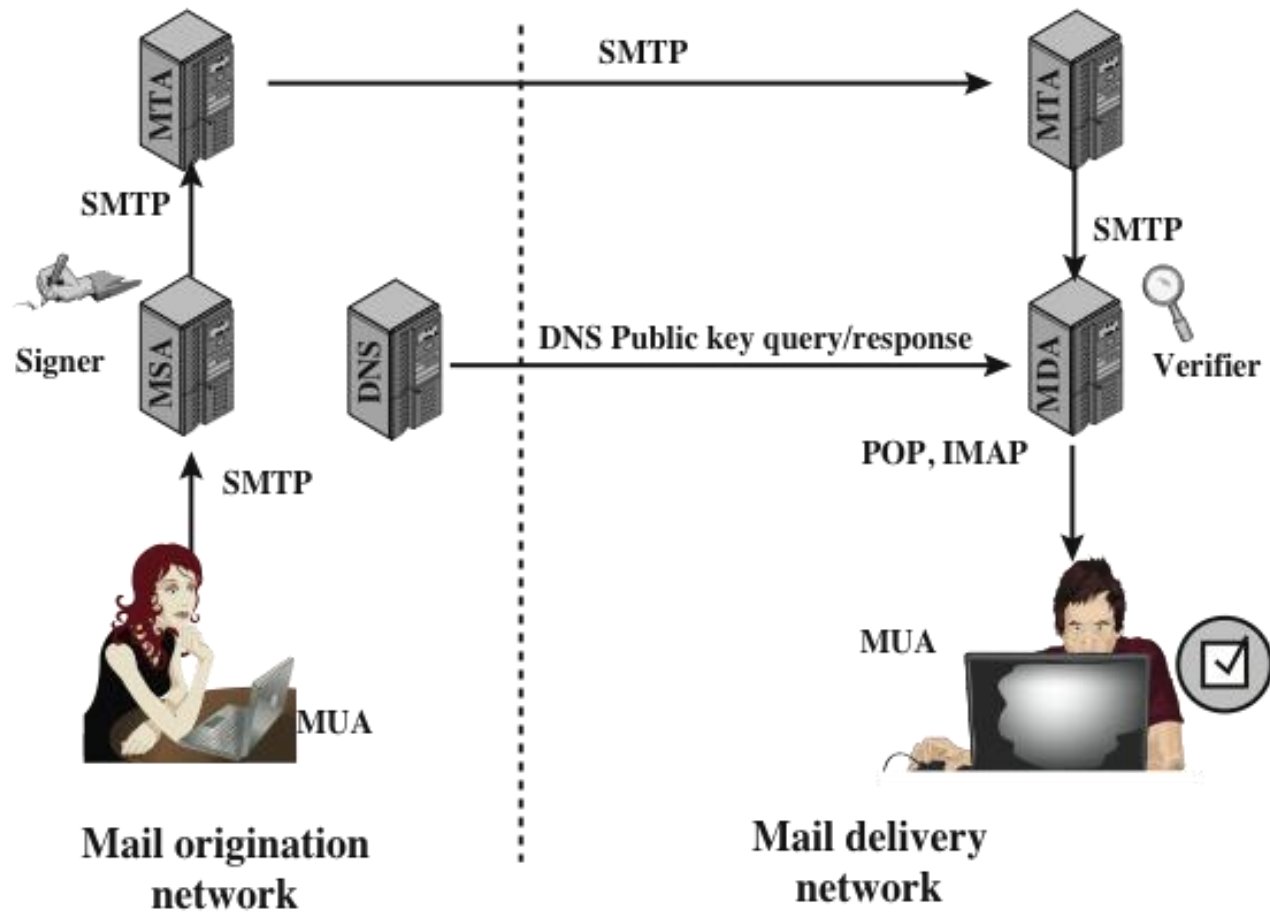 MTA
SMTP
MTA
SMTP
SMTP
Signer
MSA
DNS
DNS Public key query/response
MDA
Verifier
POP, IMAP
SMTP
MUA
MUA
Mail origination
network
Mail delivery
network